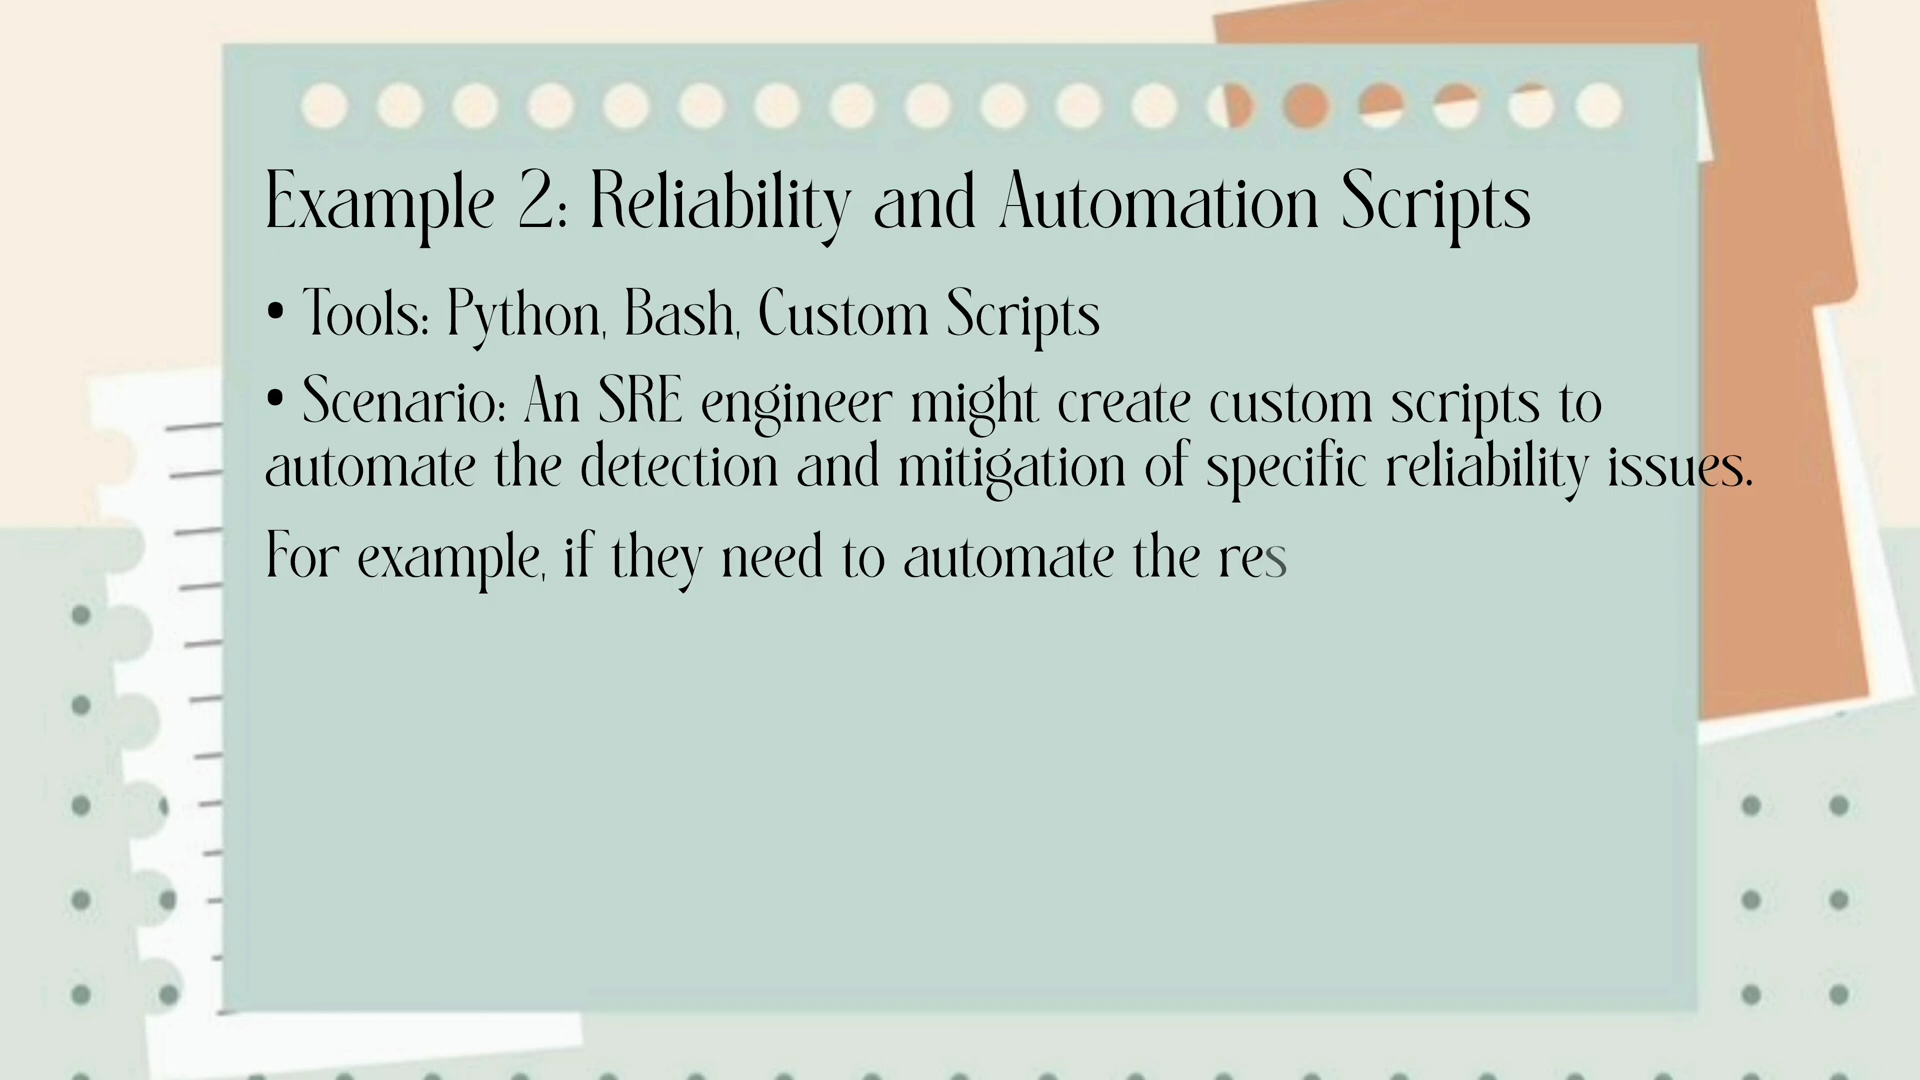 Example 2: Reliability and Automation Scripts
• Tools: Python, Bash, Custom Scripts
• Scenario: An SRE engineer might create custom scripts to
automate the detection and mitigation of specific reliability issues.
For example, if they need to automate the res